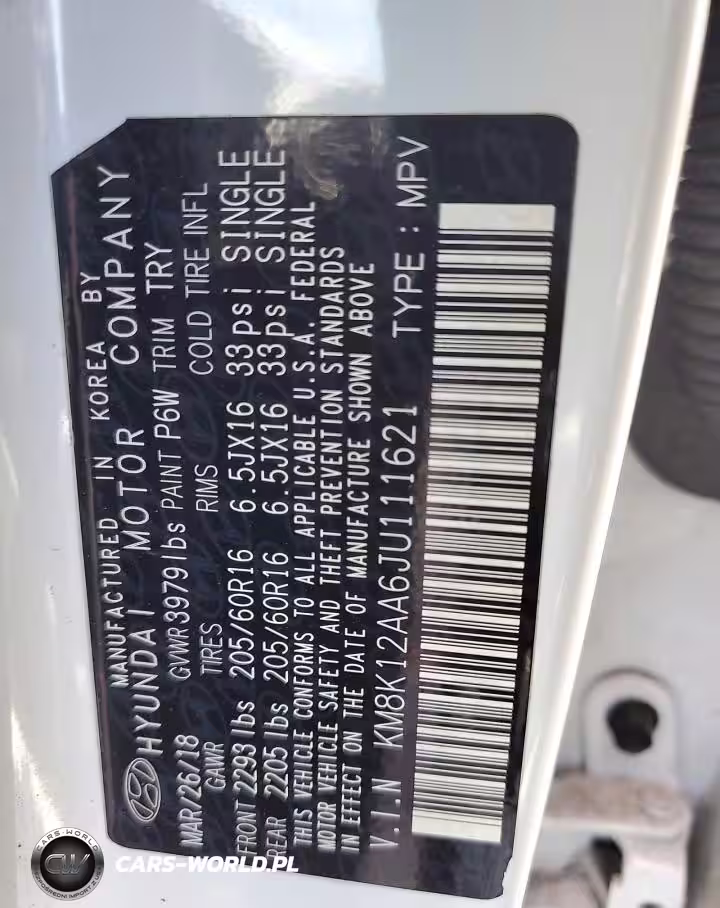 MANUFACTURED IN KOREA BY
HYUNDAI MOTOR COMPANY
MAR/26/18 GVWR 3979 lbs PAINT P6W TRIM TRY
GAWR TIRES RIMS COLD TIRE INFL
FRONT 2293 lbs 205/60R16 6.5JX16 33psi SINGLE
REAR 2205 lbs 205/60R16 6.5JX16 33psi SINGLE
THIS VEHICLE CONFORMS TO ALL APPLICABLE U.S.A. FEDERAL
MOTOR VEHICLE SAFETY AND THEFT PREVENTION STANDARDS
IN EFFECT ON THE DATE OF MANUFACTURE SHOWN ABOVE
V.I.N KM8K12AA6JU111621 TYPE : MPV
CARS-WORLD
CW
CARS-WORLD.PL